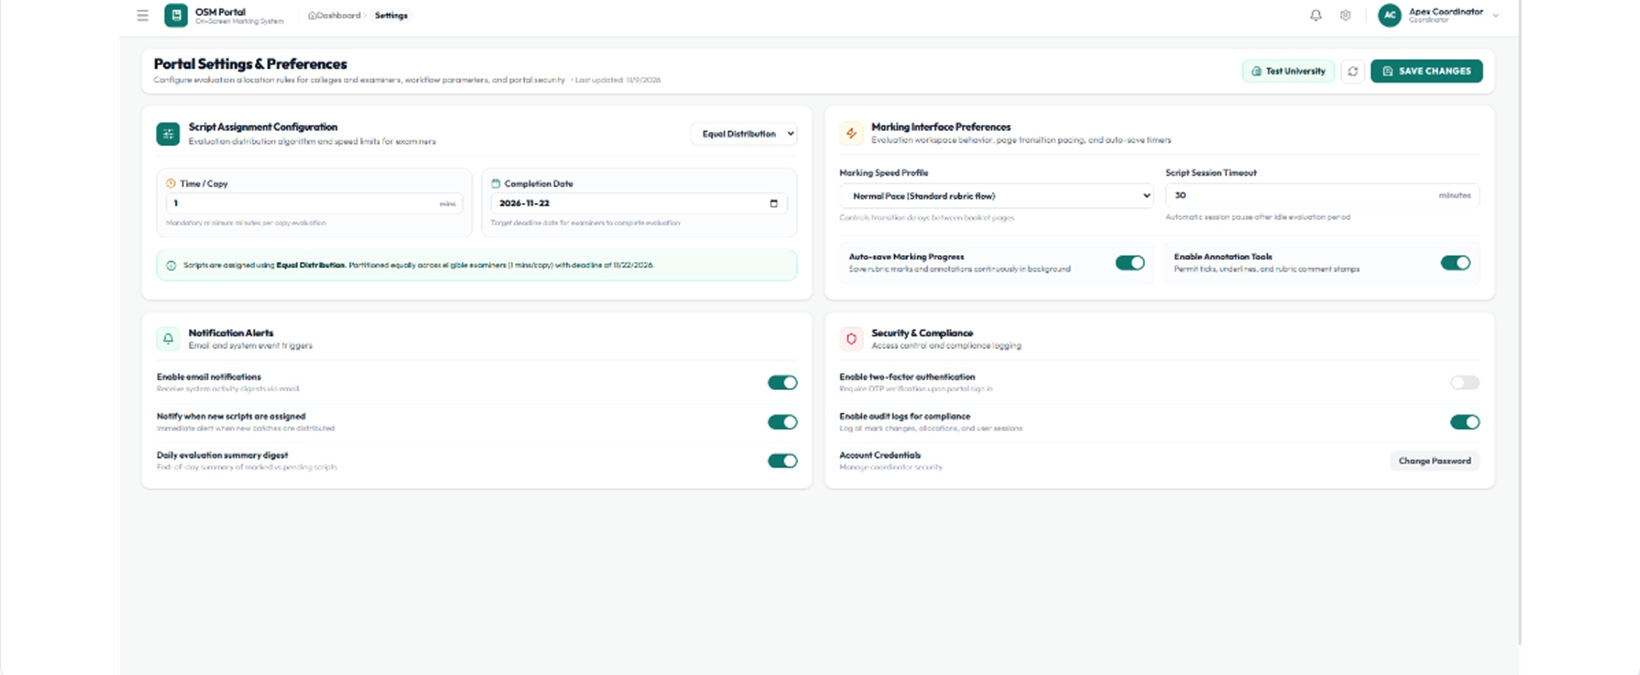 OSM Portal
On-Screen Marking System
Dashboard
Settings
AC
Apex Coordinator
Coordinator
Portal Settings & Preferences
Configure evaluation allocation rules for colleges and examiners, workflow parameters, and portal security • Last updated: 11/9/2026
Test University
SAVE CHANGES
Script Assignment Configuration
Evaluation distribution algorithm and speed limits for examiners
Equal Distribution
Time / Copy
1
mins
Mandatory minimum minutes per copy evaluation
Completion Date
2026-11-22
Target deadline date for examiners to complete evaluation
Scripts are assigned using Equal Distribution. Partitioned equally across eligible examiners (1 mins/copy) with deadline of 11/22/2026.
Marking Interface Preferences
Evaluation workspace behavior, page transition pacing, and auto-save timers
Marking Speed Profile
Normal Pace (Standard rubric flow)
Controls transition delays between booklet pages
Script Session Timeout
30
minutes
Automatic session pause after idle evaluation period
Auto-save Marking Progress
Save rubric marks and annotations continuously in background
Enable Annotation Tools
Permit ticks, underlines, and rubric comment stamps
Notification Alerts
Email and system event triggers
Enable email notifications
Receive system activity digests via email
Notify when new scripts are assigned
Immediate alert when new batches are distributed
Daily evaluation summary digest
End-of-day summary of marked vs pending scripts
Security & Compliance
Access control and compliance logging
Enable two-factor authentication
Require OTP verification upon portal sign in
Enable audit logs for compliance
Log all mark changes, allocations, and user sessions
Account Credentials
Manage coordinator security
Change Password